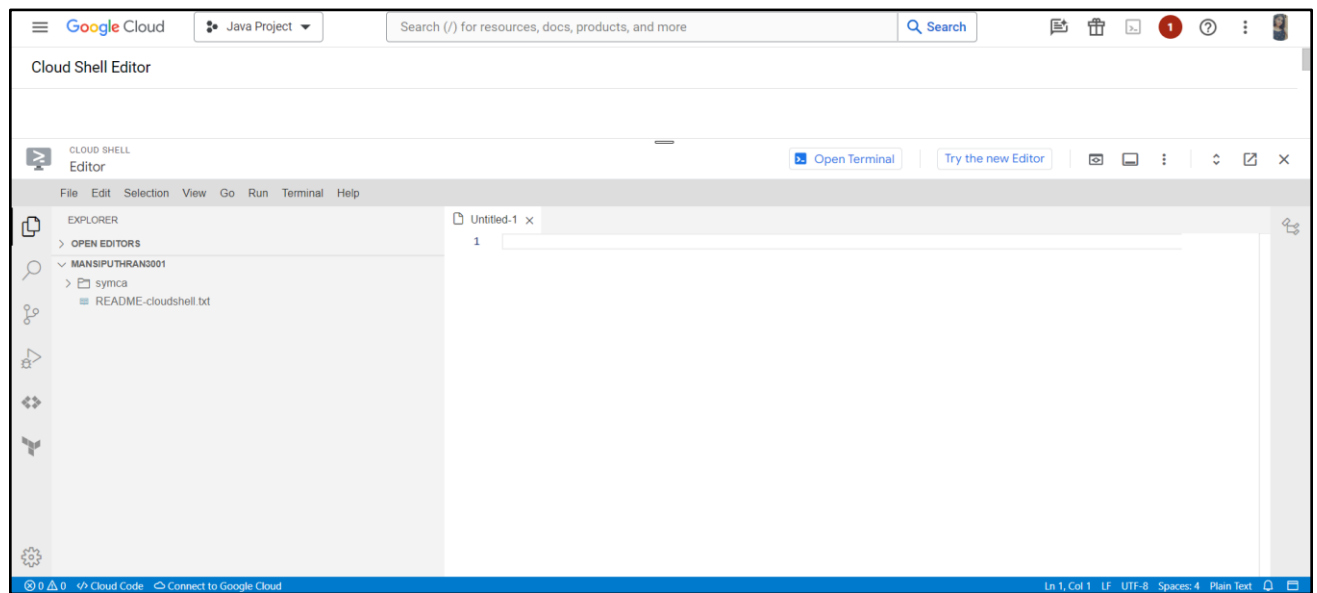 Google Cloud Java Project Search (/) for resources, docs, products, and more Search 1
Cloud Shell Editor
CLOUD SHELL
Editor Open Terminal Try the new Editor
File Edit Selection View Go Run Terminal Help
EXPLORER Untitled-1
OPEN EDITORS 1
MANSIPUTHRAN3001
symca
README-cloudshell.txt
0 0 Cloud Code Connect to Google Cloud Ln 1, Col 1 LF UTF-8 Spaces: 4 Plain Text